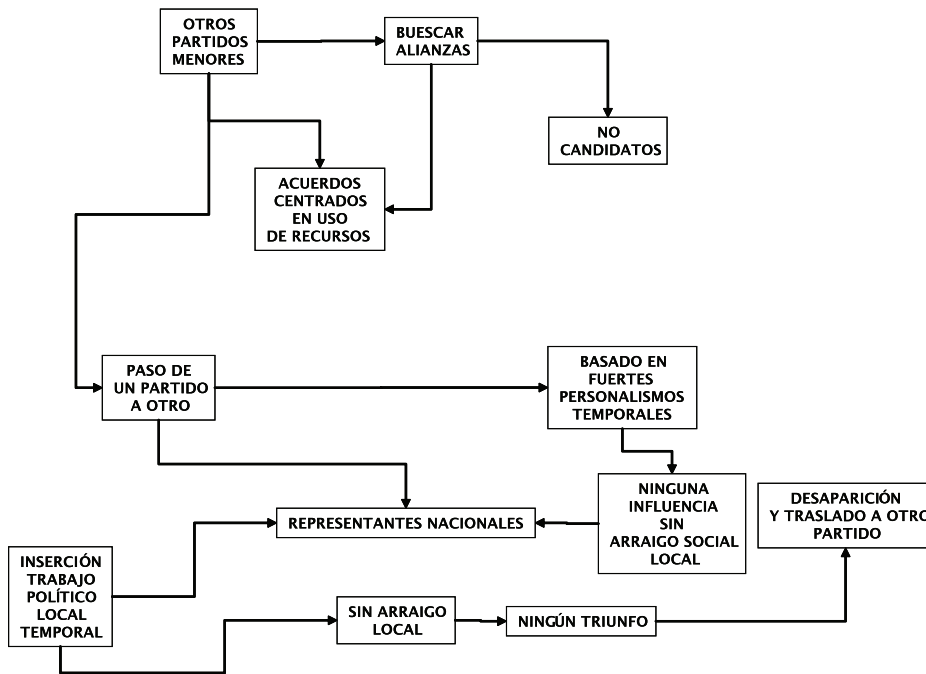 OTROS
PARTIDOS
MENORES
BUESCAR
ALIANZAS
NO
CANDIDATOS
ACUERDOS
CENTRADOS
EN USO
DE RECURSOS
PASO DE
UN PARTIDO
A OTRO
BASADO EN
FUERTES
PERSONALISMOS
TEMPORALES
NINGUNA
INFLUENCIA
SIN
ARRAIGO SOCIAL
LOCAL
DESAPARICIÓN
Y TRASLADO A OTRO
PARTIDO
REPRESENTANTES NACIONALES
INSERCIÓN
TRABAJO
POLÍTICO
LOCAL
TEMPORAL
SIN ARRAIGO
LOCAL
NINGÚN TRIUNFO